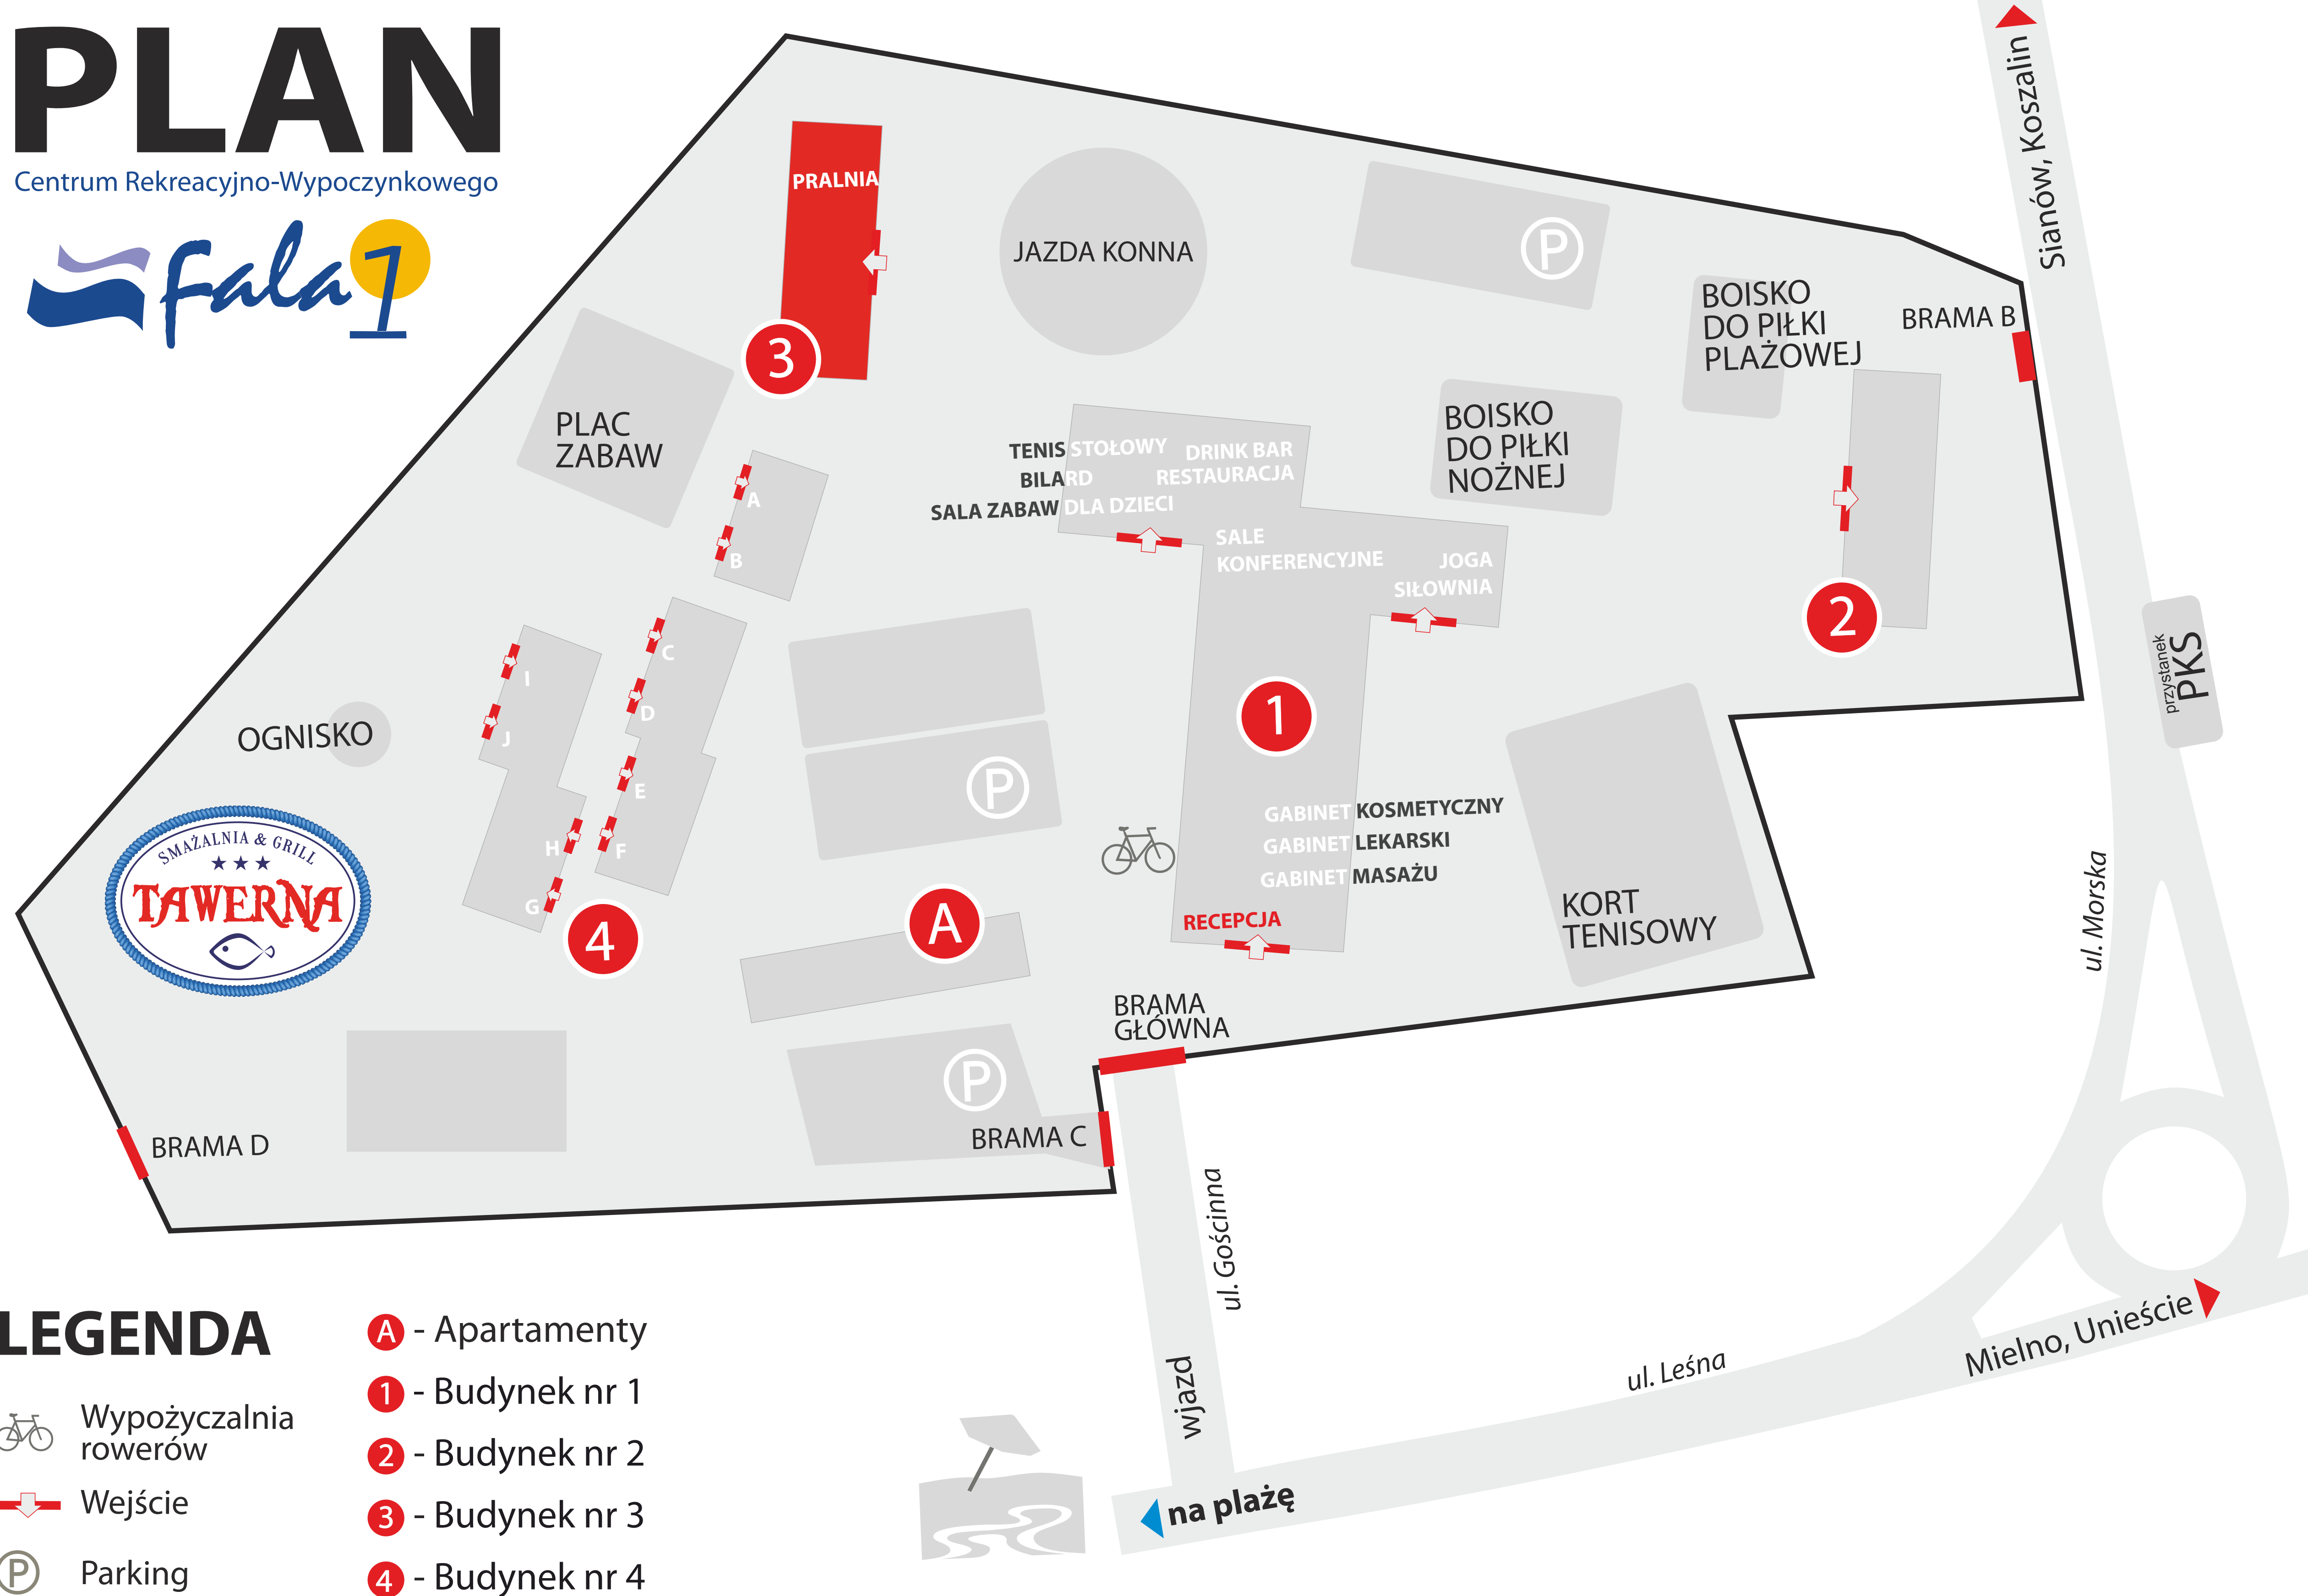 PLAN
Centrum Rekreacyjno-Wypoczynkowego
fala 1
PRALNIA
3
JAZDA KONNA
P
BOISKO
DO PIŁKI
PLAŻOWEJ
BRAMA B
Sianów, Koszalin
PLAC
ZABAW
TENIS STOŁOWY
BILARD
SALA ZABAW DLA DZIECI
DRINK BAR
RESTAURACJA
BOISKO
DO PIŁKI
NOŻNEJ
SALE
KONFERENCYJNE
JOGA
SIŁOWNIA
2
przystanek
PKS
A
B
C
D
E
F
I
J
H
G
4
OGNISKO
SMAŻALNIA & GRILL
TAWERNA
P
A
1
GABINET KOSMETYCZNY
GABINET LEKARSKI
GABINET MASAŻU
RECEPCJA
KORT
TENISOWY
ul. Morska
BRAMA
GŁÓWNA
P
BRAMA C
BRAMA D
ul. Gościnna
wjazd
ul. Leśna
Mielno, Unieście
na plażę
LEGENDA
Wypożyczalnia
rowerów
Wejście
P Parking
A - Apartamenty
1 - Budynek nr 1
2 - Budynek nr 2
3 - Budynek nr 3
4 - Budynek nr 4